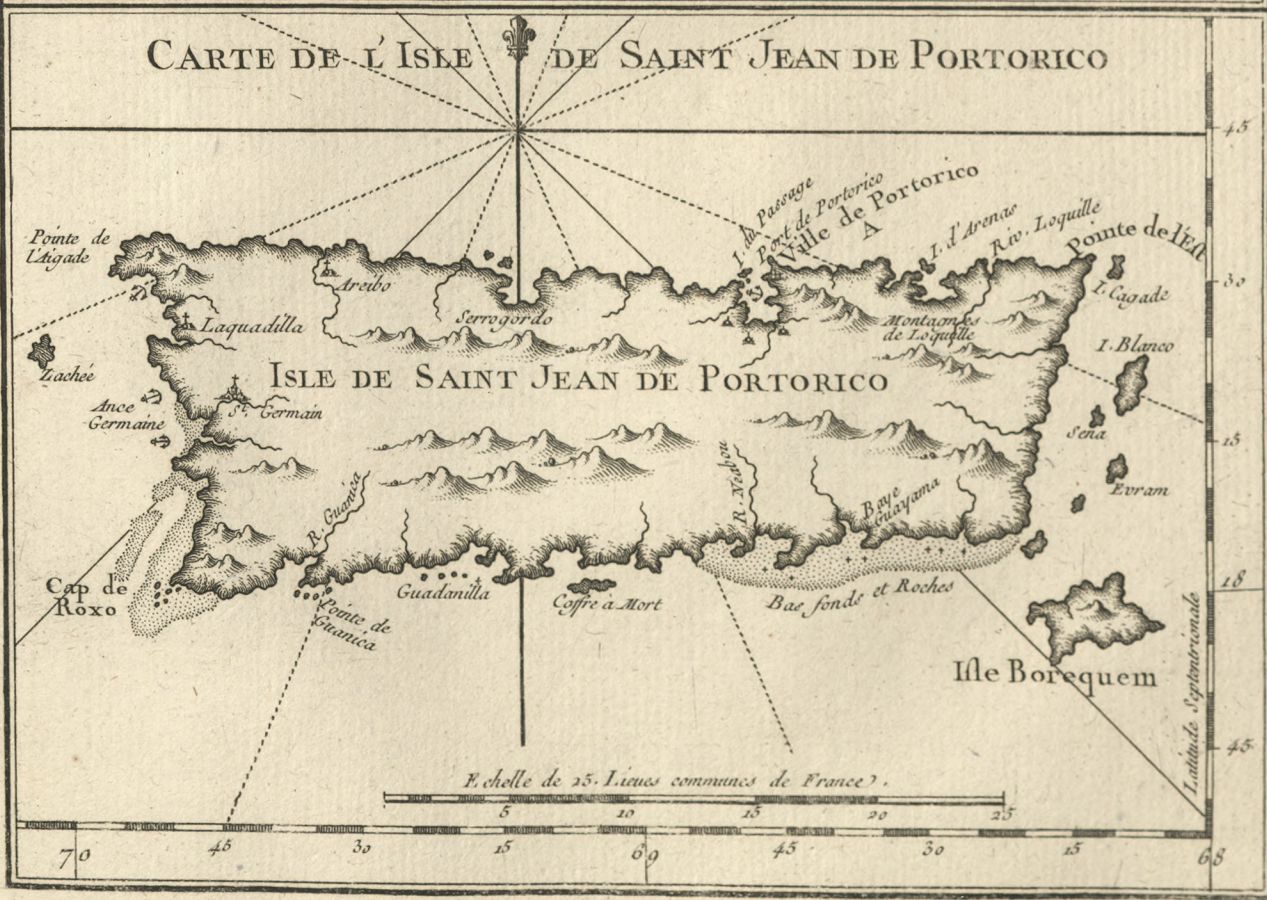 CARTE DE L'ISLE DE SAINT JEAN DE PORTORICO
45
I. du Passage
Port de Portorico
Ville de Portorico
A
I. d'Arenas
Riv. Loquille
Pointe de l'Est
Pointe de
l'Aigade
30
I. Cagade
Areibo
Serrogordo
Laquadilla
Montagnes
de Loquille
I. Blanco
Zachée
ISLE DE SAINT JEAN DE PORTORICO
Ance
Germaine
St. Germain
Sena
15
Evram
R. Guanica
R. Neabou
Baye
Guayama
Cap de
Roxo
Guadanilla
Coffre à Mort
Bas fonds et Roches
18
Pointe de
Guanica
Isle Borequem
Latitude Septentrionale
45
Echelle de 25. Lieues communes de France.
5 10 15 20 25
70 45 30 15 69 45 30 15 68